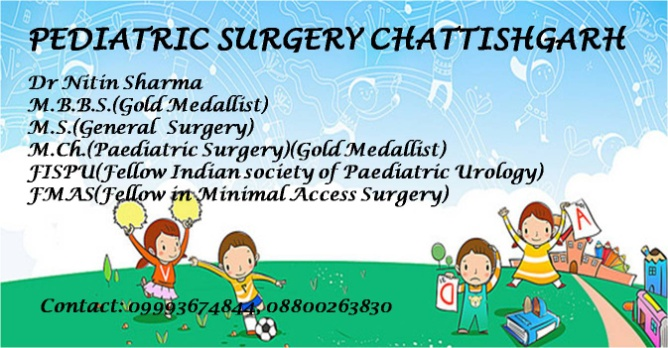 PEDIATRIC SURGERY CHATTISHGARH
Dr Nitin Sharma
M.B.B.S.(Gold Medallist)
M.S.(General Surgery)
M.Ch.(Paediatric Surgery)(Gold Medallist)
FISPU(Fellow Indian society of Paediatric Urology)
FMAS(Fellow in Minimal Access Surgery)
A
D
Contact: 09993674844, 08800263830